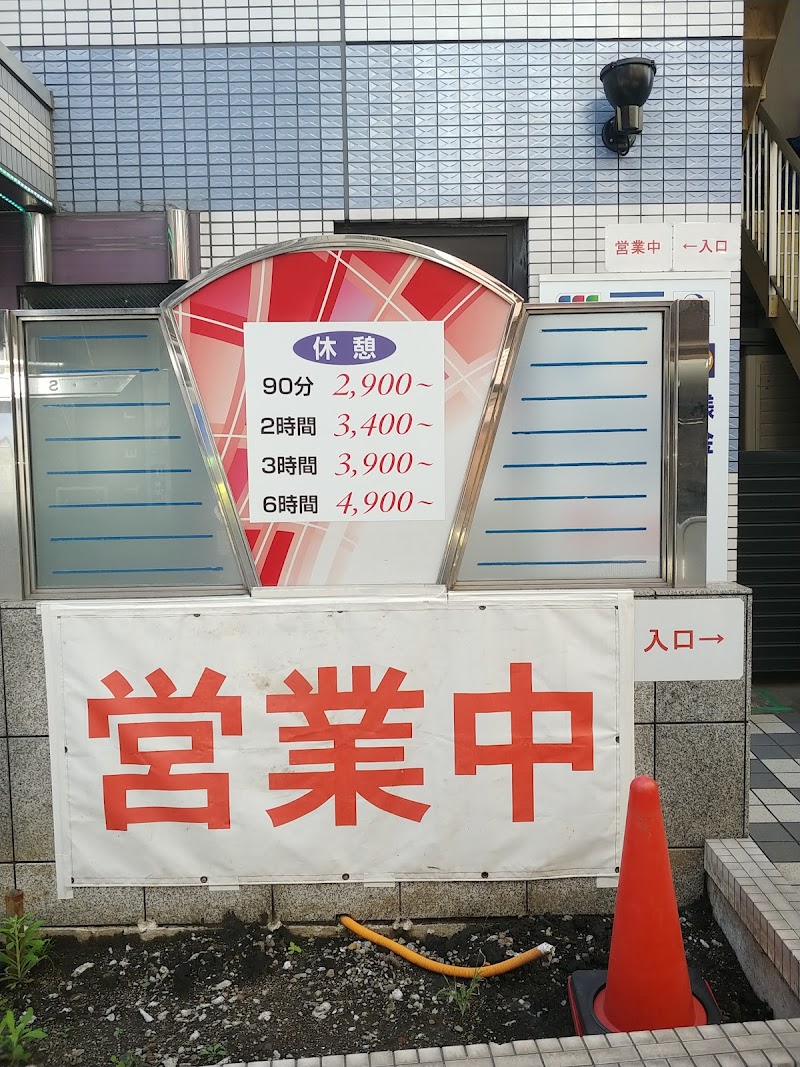 営業中
←入口
休憩
90分 2,900~
2時間 3,400~
3時間 3,900~
6時間 4,900~
入口→
営業中